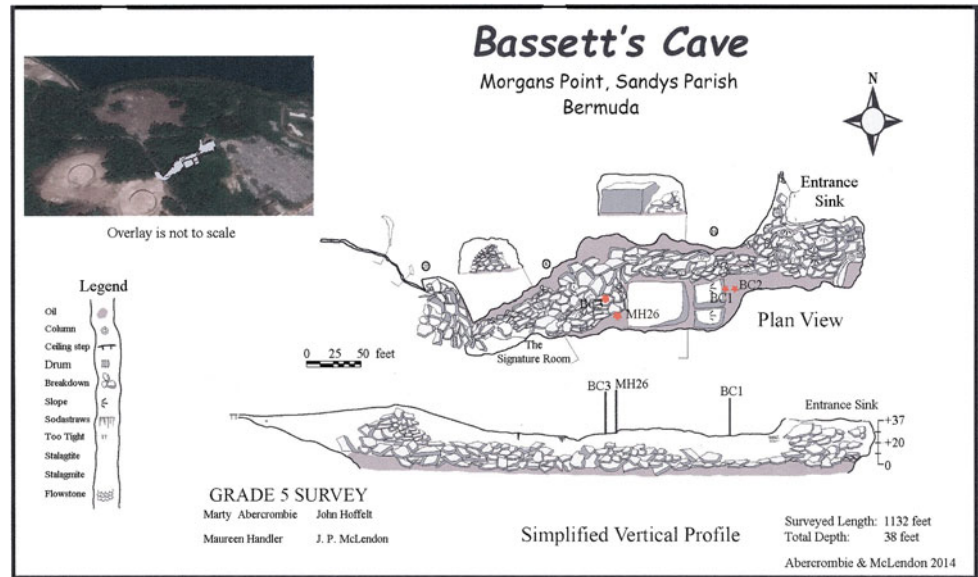 Bassett's Cave
Morgans Point, Sandys Parish
Bermuda
N
Overlay is not to scale
Entrance
Sink
Legend
Oil
Column
Ceiling step
Drum
Breakdown
Slope
Sodastraws
Too Tight
Stalagtite
Stalagmite
Flowstone
BC3
MH26
BC1
BC2
Plan View
The
Signature Room
0 25 50 feet
BC3 MH26
BC1
Entrance Sink
+37
+20
0
GRADE 5 SURVEY
Marty Abercrombie John Hoffelt
Maureen Handler J. P. McLendon
Simplified Vertical Profile
Surveyed Length: 1132 feet
Total Depth: 38 feet
Abercrombie & McLendon 2014